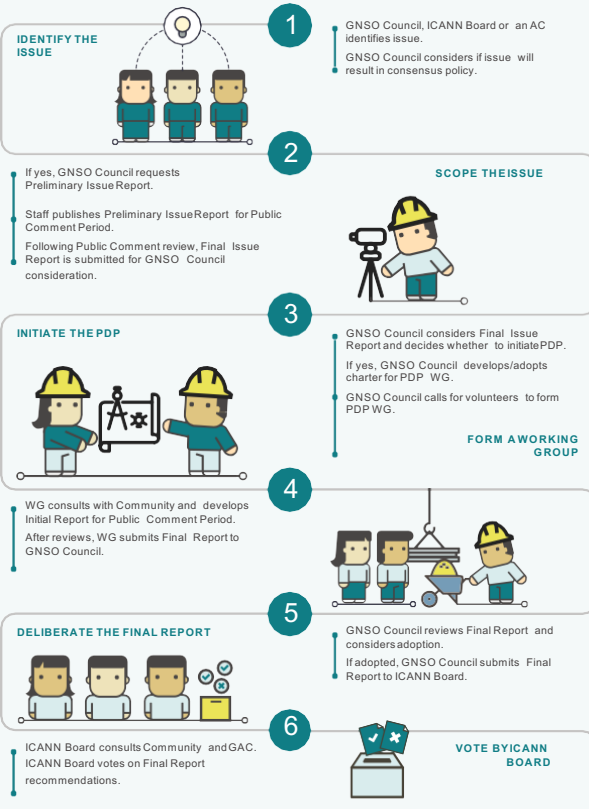 1
IDENTIFY THE
ISSUE
GNSO Council, ICANN Board or an AC
identifies issue.
GNSO Council considers if issue will
result in consensus policy.
2
SCOPE THE ISSUE
If yes, GNSO Council requests
Preliminary Issue Report.
Staff publishes Preliminary Issue Report for Public
Comment Period.
Following Public Comment review, Final Issue
Report is submitted for GNSO Council
consideration.
3
INITIATE THE PDP
GNSO Council considers Final Issue
Report and decides whether to initiate PDP.
If yes, GNSO Council develops/adopts
charter for PDP WG.
GNSO Council calls for volunteers to form
PDP WG.
FORM A WORKING
GROUP
4
WG consults with Community and develops
Initial Report for Public Comment Period.
After reviews, WG submits Final Report to
GNSO Council.
5
DELIBERATE THE FINAL REPORT
GNSO Council reviews Final Report and
considers adoption.
If adopted, GNSO Council submits Final
Report to ICANN Board.
6
VOTE BY ICANN
BOARD
ICANN Board consults Community and GAC.
ICANN Board votes on Final Report
recommendations.